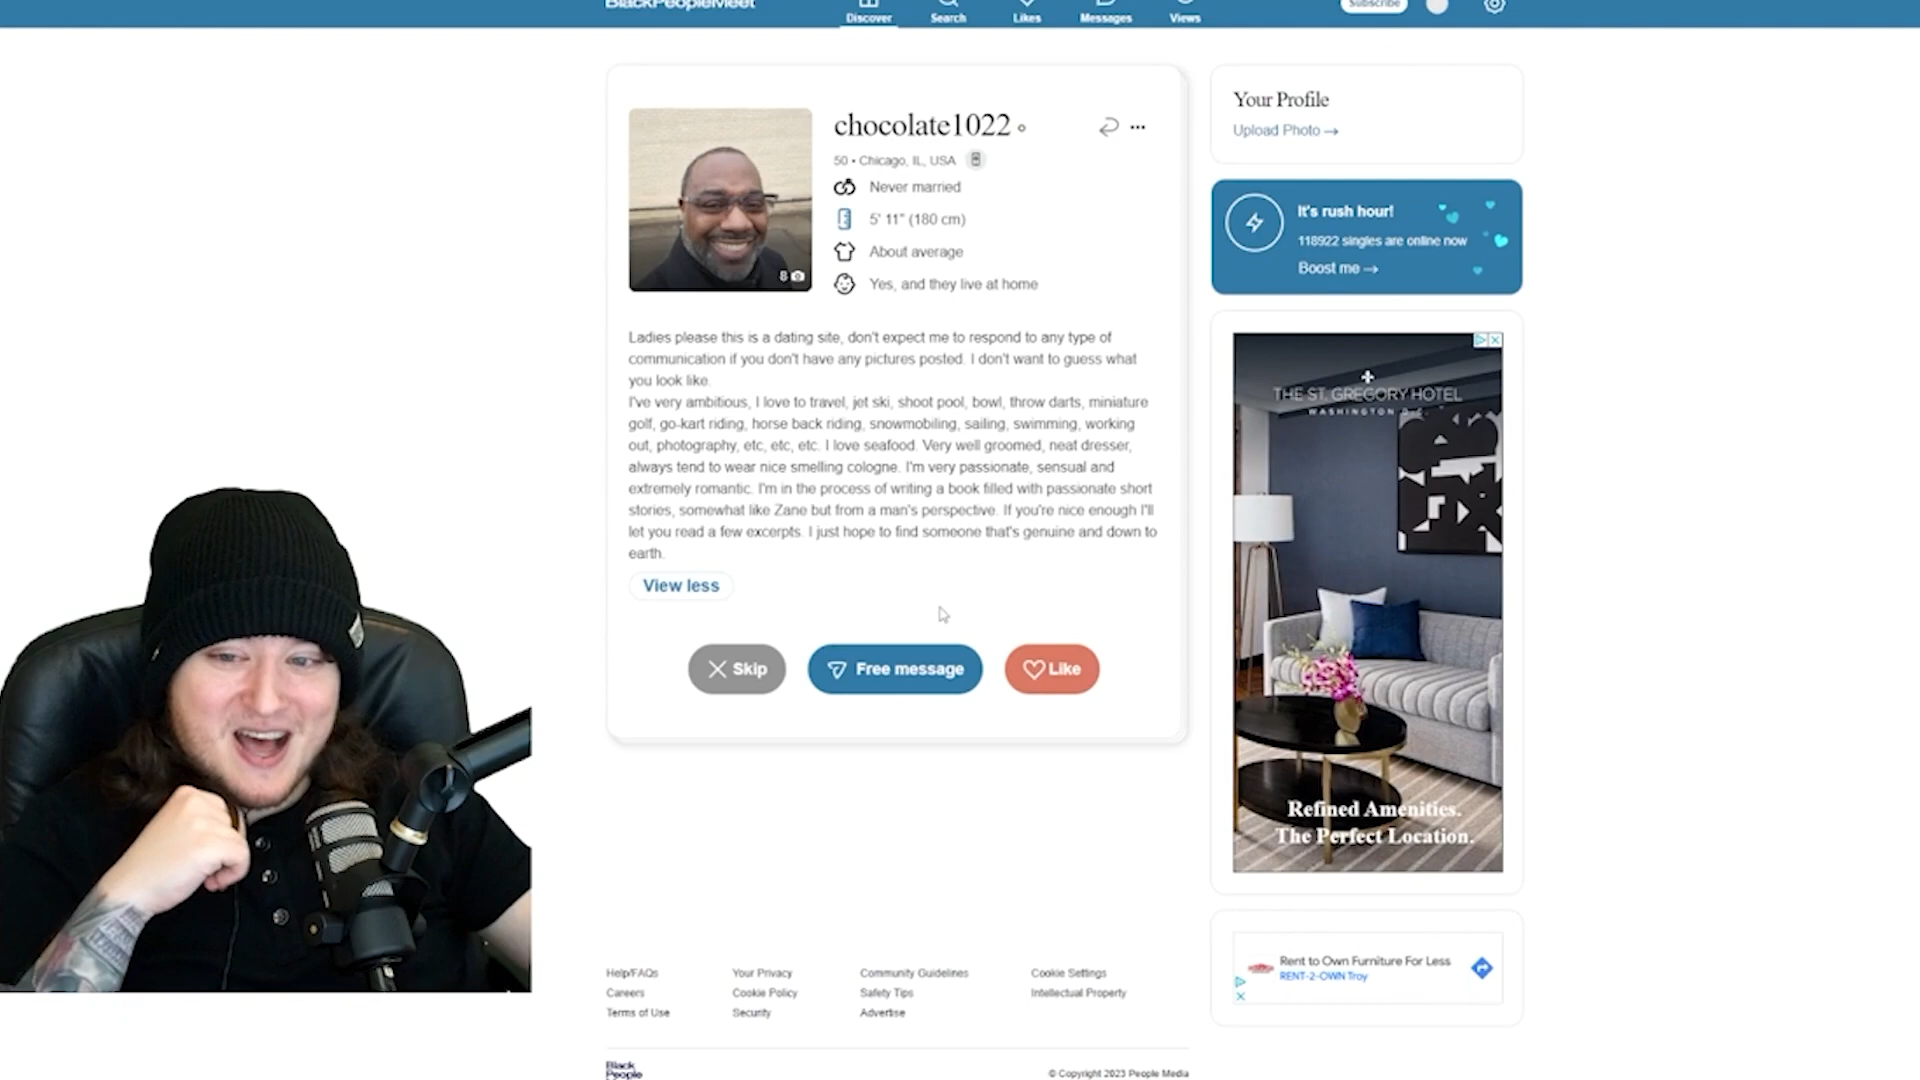 BlackPeopleMeet
Discover
Search
Likes
Messages
Views
Subscribe
chocolate1022
50 • Chicago, IL, USA
Never married
5' 11" (180 cm)
About average
Yes, and they live at home
8
Ladies please this is a dating site, don't expect me to respond to any type of
communication if you don't have any pictures posted. I don't want to guess what
you look like.
I've very ambitious, I love to travel, jet ski, shoot pool, bowl, throw darts, miniature
golf, go-kart riding, horse back riding, snowmobiling, sailing, swimming, working
out, photography, etc, etc, etc. I love seafood. Very well groomed, neat dresser,
always tend to wear nice smelling cologne. I'm very passionate, sensual and
extremely romantic. I'm in the process of writing a book filled with passionate short
stories, somewhat like Zane but from a man's perspective. If you're nice enough I'll
let you read a few excerpts. I just hope to find someone that's genuine and down to
earth.
View less
Skip
Free message
Like
Your Profile
Upload Photo →
It's rush hour!
118922 singles are online now
Boost me →
THE ST. GREGORY HOTEL
WASHINGTON D.C.
Refined Amenities.
The Perfect Location.
Rent to Own Furniture For Less
RENT-2-OWN Troy
Help/FAQs
Your Privacy
Community Guidelines
Cookie Settings
Careers
Cookie Policy
Safety Tips
Intellectual Property
Terms of Use
Security
Advertise
Black
People
© Copyright 2023 People Media